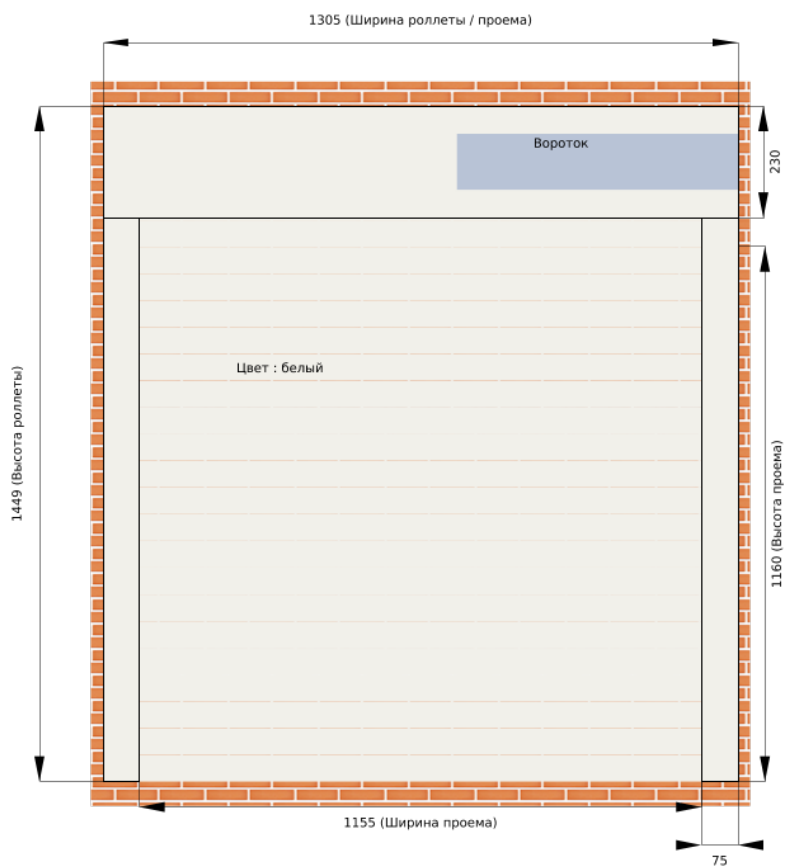 1305 (Ширина роллеты / проема)
Вороток
230
Цвет : белый
1449 (Высота роллеты)
1160 (Высота проема)
1155 (Ширина проема)
75